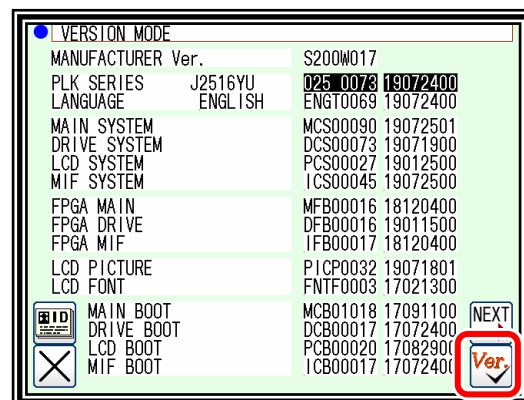 VERSION MODE
MANUFACTURER Ver. S200W017
PLK SERIES J2516YU 025 0073 19072400
LANGUAGE ENGLISH ENGT0069 19072400
MAIN SYSTEM MCS00090 19072501
DRIVE SYSTEM DCS00073 19071900
LCD SYSTEM PCS00027 19012500
MIF SYSTEM ICS00045 19072500
FPGA MAIN MFB00016 18120400
FPGA DRIVE DFB00016 19011500
FPGA MIF IFB00017 18120400
LCD PICTURE PICP0032 19071801
LCD FONT FNTF0003 17021300
ID MAIN BOOT MCB01018 17091100 NEXT
DRIVE BOOT DCB00017 17072400
LCD BOOT PCB00020 17082900 Ver.
MIF BOOT ICB00017 17072400